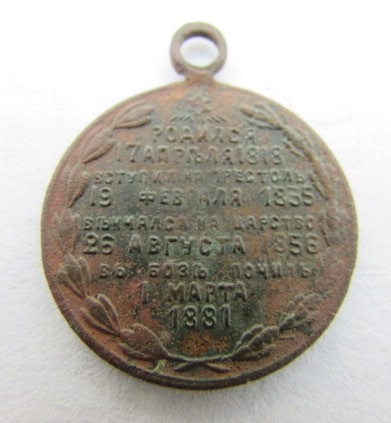 РОДИЛСЯ
17 АПРѢЛЯ 1818
ВСТУПИЛ НА ПРЕСТОЛЪ
19 ФЕВРАЛЯ 1855
ВѢНЧАЛСЯ НА ЦАРСТВО
26 АВГУСТА 1856
ВЪ БОЗѢ ПОЧИЛЪ
1 МАРТА
1881